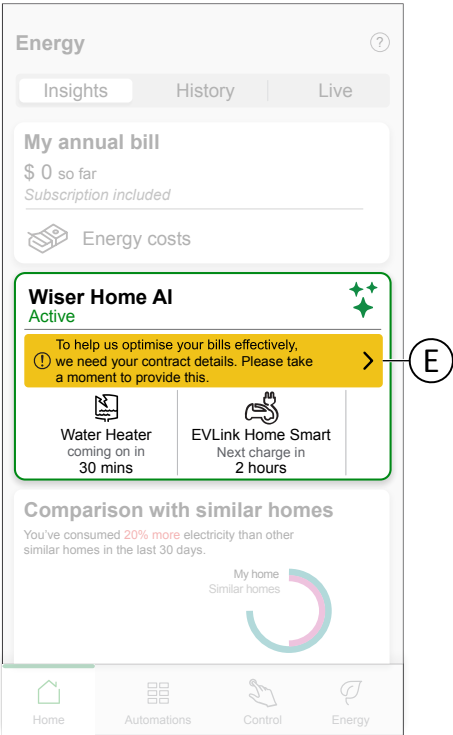 Energy
?
Insights
History
Live
My annual bill
$ 0 so far
Subscription included
Energy costs
Wiser Home AI
Active
To help us optimise your bills effectively,
we need your contract details. Please take
a moment to provide this.
E
Water Heater
coming on in
30 mins
EVLink Home Smart
Next charge in
2 hours
Comparison with similar homes
You've consumed 20% more electricity than other
similar homes in the last 30 days.
My home
Similar homes
Home
Automations
Control
Energy